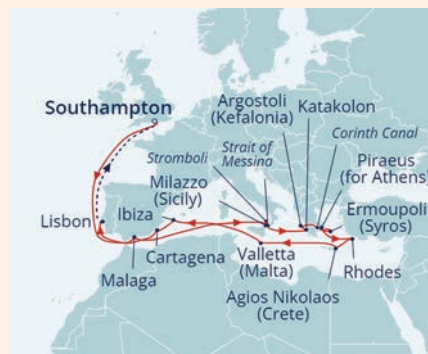 Southampton
Argostoli
(Kefalonia)
Katakolon
Corinth Canal
Strait of
Messina
Stromboli
Piraeus
(for Athens)
Milazzo
(Sicily)
Ermoupoli
(Syros)
Ibiza
Lisbon
Cartagena
Valletta
(Malta)
Rhodes
Malaga
Agios Nikolaos
(Crete)